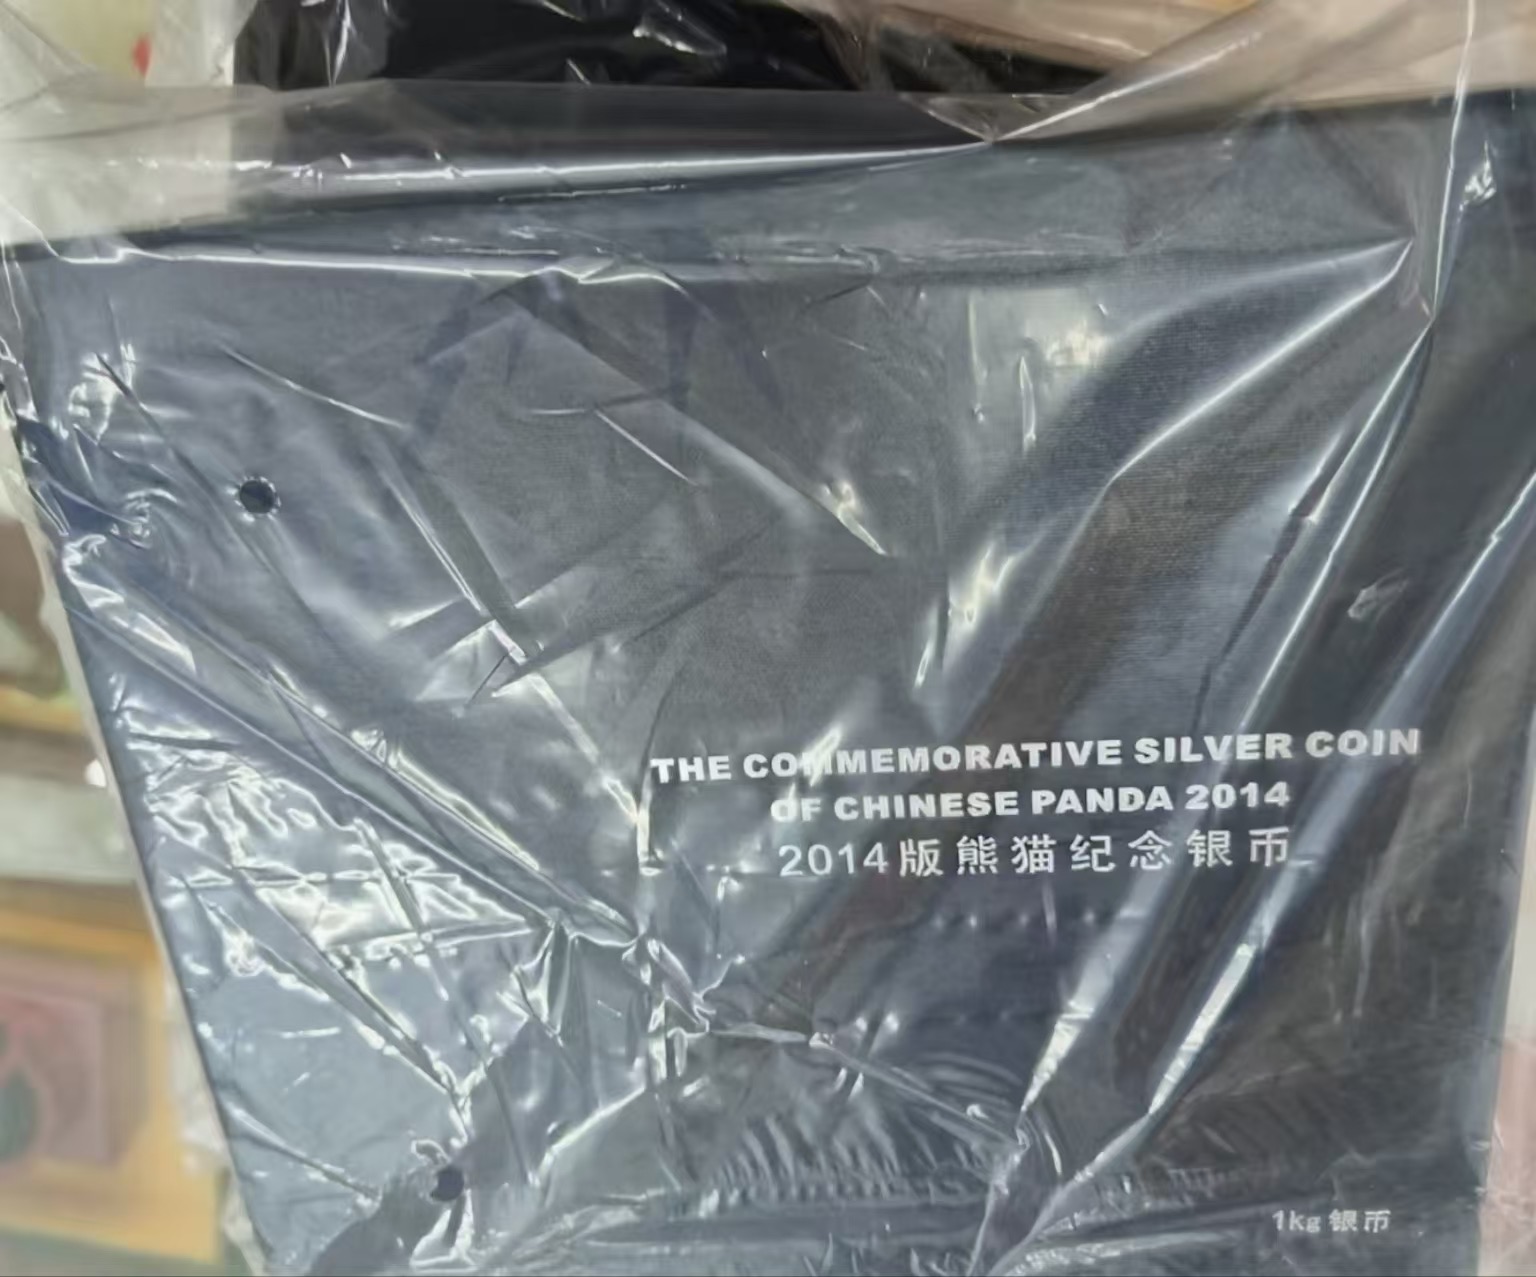 THE COMMEMORATIVE SILVER COIN
OF CHINESE PANDA 2014
2014版熊猫纪念银币
1kg 银币